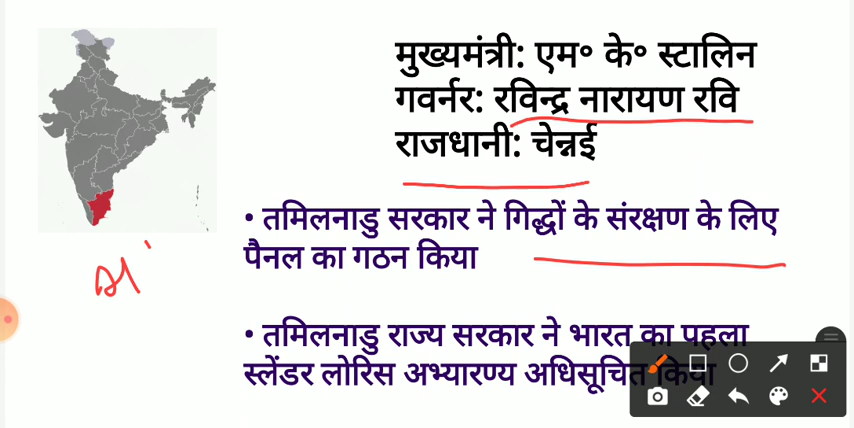 मुख्यमंत्री: एम° के° स्टालिन
गवर्नर: रविन्द्र नारायण रवि
राजधानी: चेन्नई
• तमिलनाडु सरकार ने गिद्धों के संरक्षण के लिए
पैनल का गठन किया
• तमिलनाडु राज्य सरकार ने भारत का पहला
स्लेंडर लोरिस अभ्यारण्य अधिसूचित किया